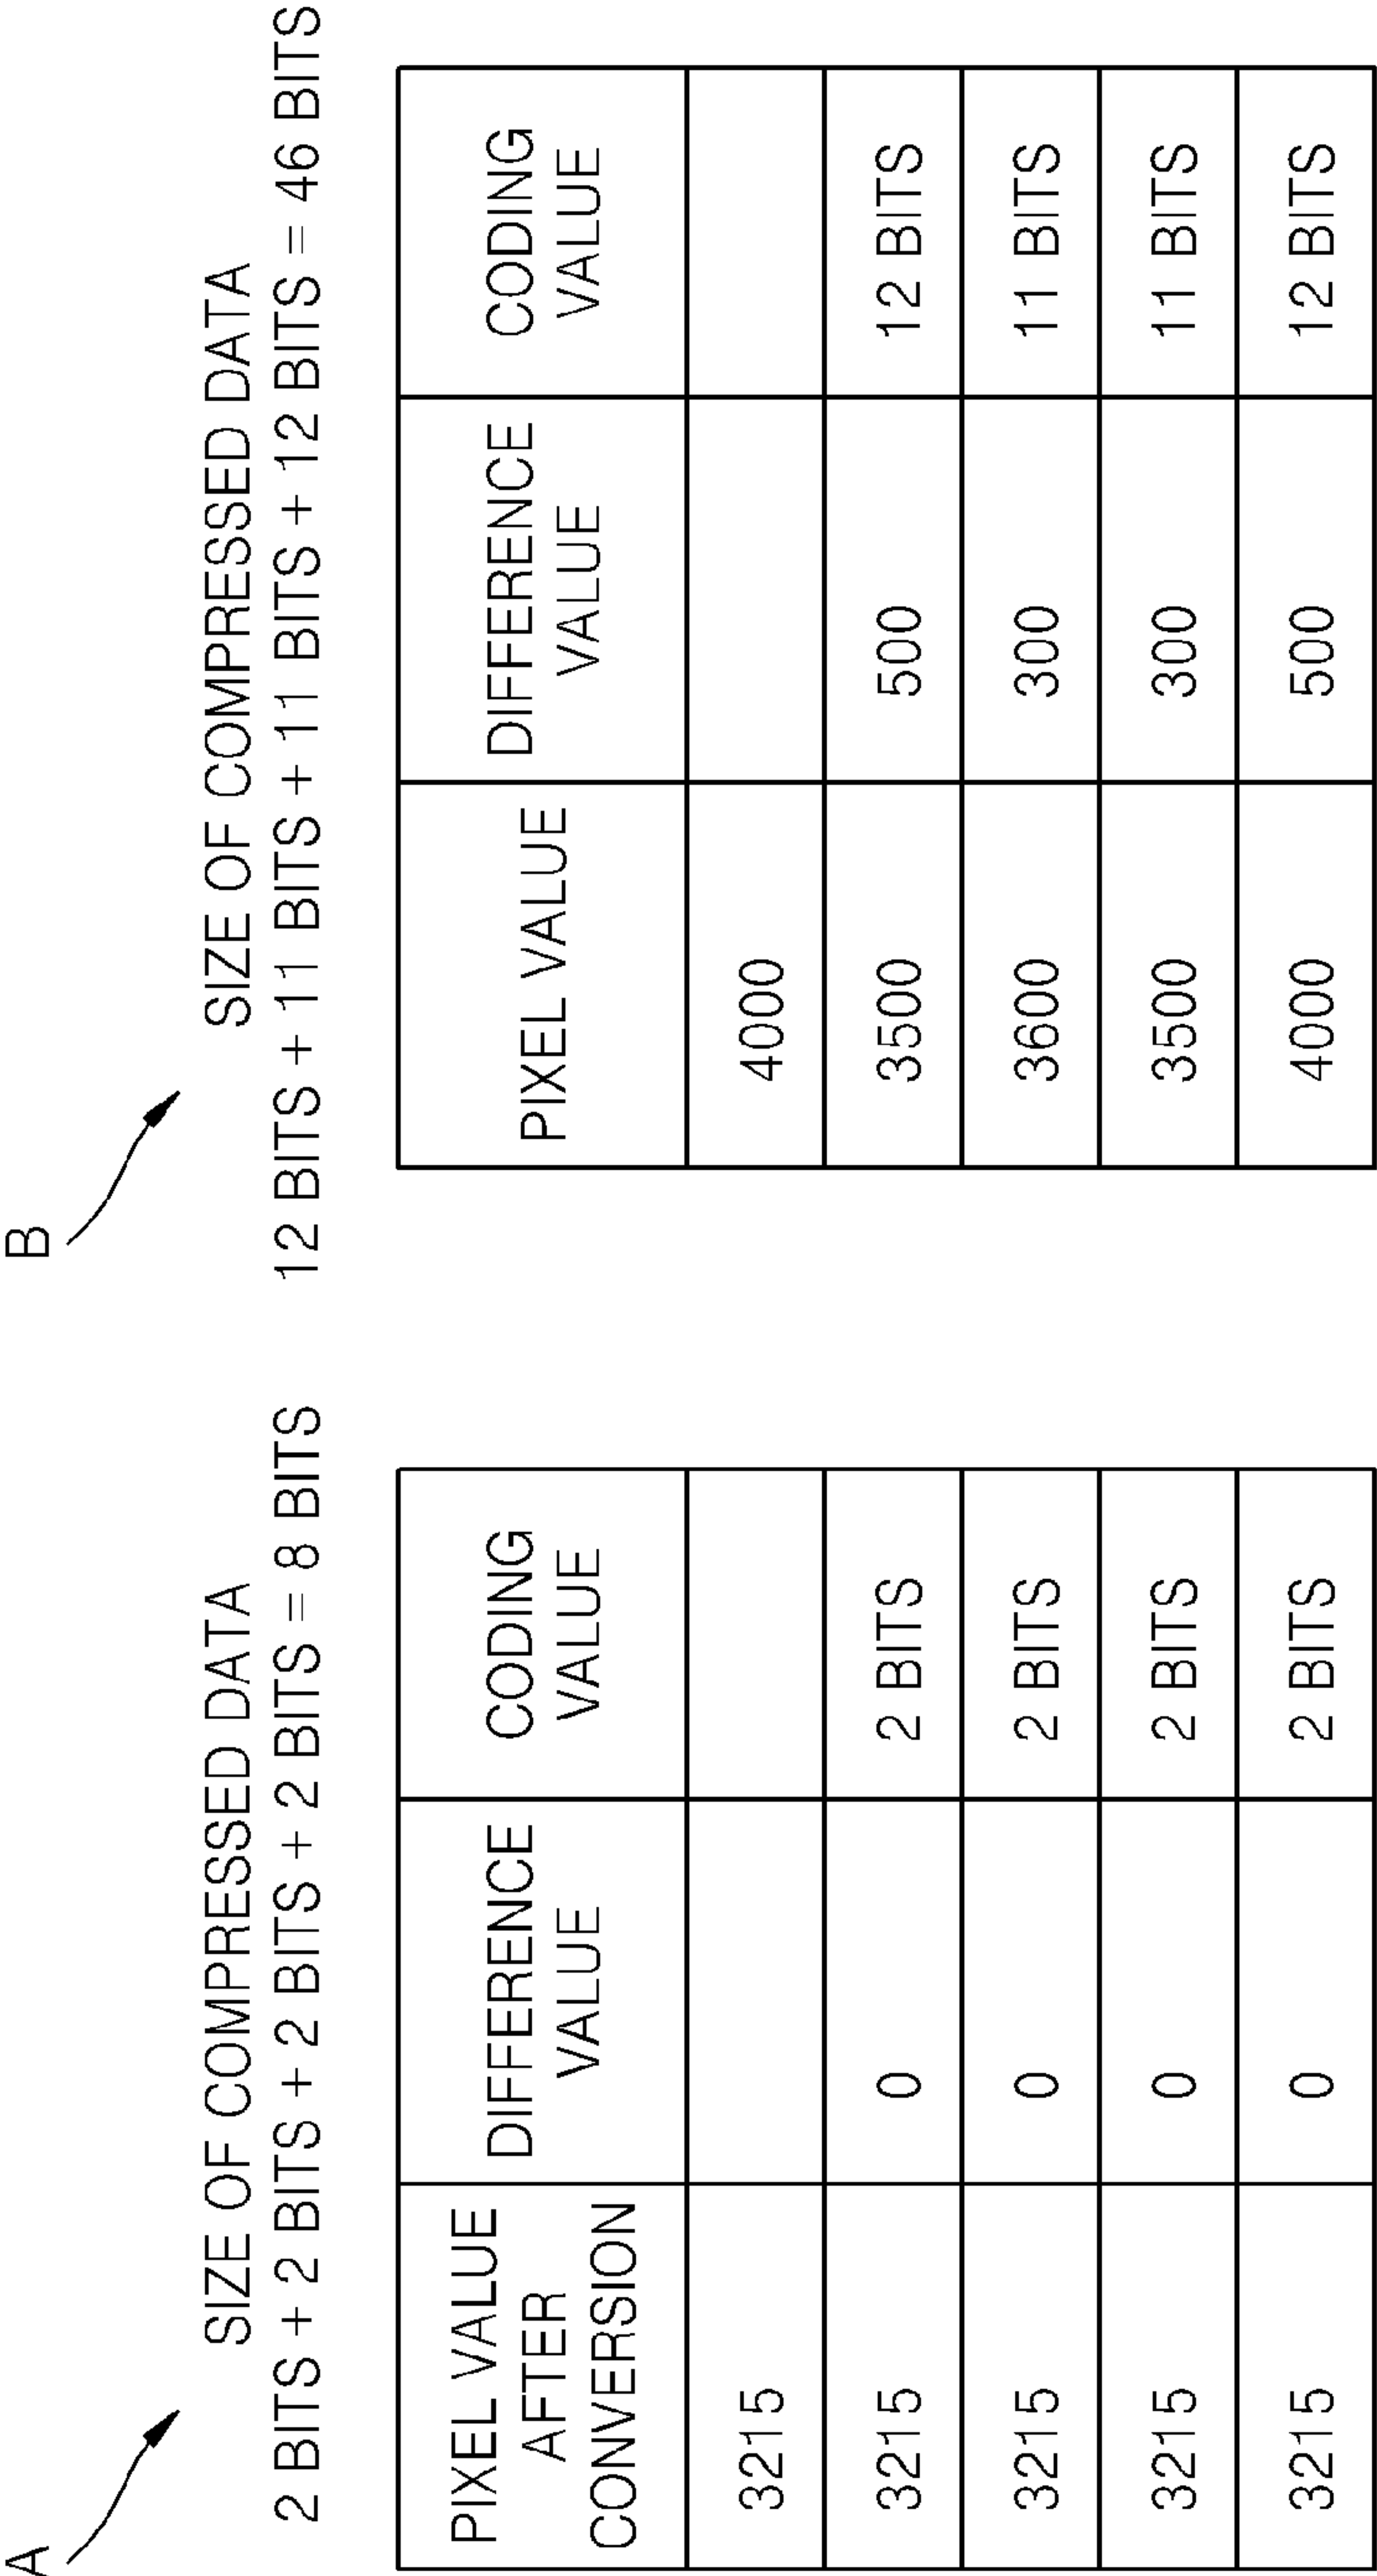 A
SIZE OF COMPRESSED DATA
2 BITS + 2 BITS + 2 BITS + 2 BITS = 8 BITS
PIXEL VALUE AFTER CONVERSION DIFFERENCE VALUE CODING VALUE
3215
3215 0 2 BITS
3215 0 2 BITS
3215 0 2 BITS
3215 0 2 BITS
B
SIZE OF COMPRESSED DATA
12 BITS + 11 BITS + 11 BITS + 12 BITS = 46 BITS
PIXEL VALUE DIFFERENCE VALUE CODING VALUE
4000
3500 500 12 BITS
3600 300 11 BITS
3500 300 11 BITS
4000 500 12 BITS